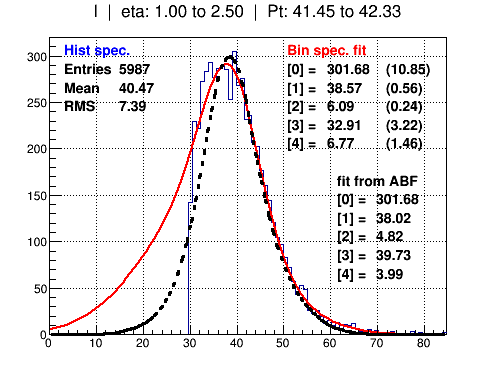 I | eta: 1.00 to 2.50 | Pt: 41.45 to 42.33
Hist spec.
Entries 5987
Mean 40.47
RMS 7.39
Bin spec. fit
[0] = 301.68 (10.85)
[1] = 38.57 (0.56)
[2] = 6.09 (0.24)
[3] = 32.91 (3.22)
[4] = 6.77 (1.46)
fit from ABF
[0] = 301.68
[1] = 38.02
[2] = 4.82
[3] = 39.73
[4] = 3.99
300
250
200
150
100
50
0
0 10 20 30 40 50 60 70 80